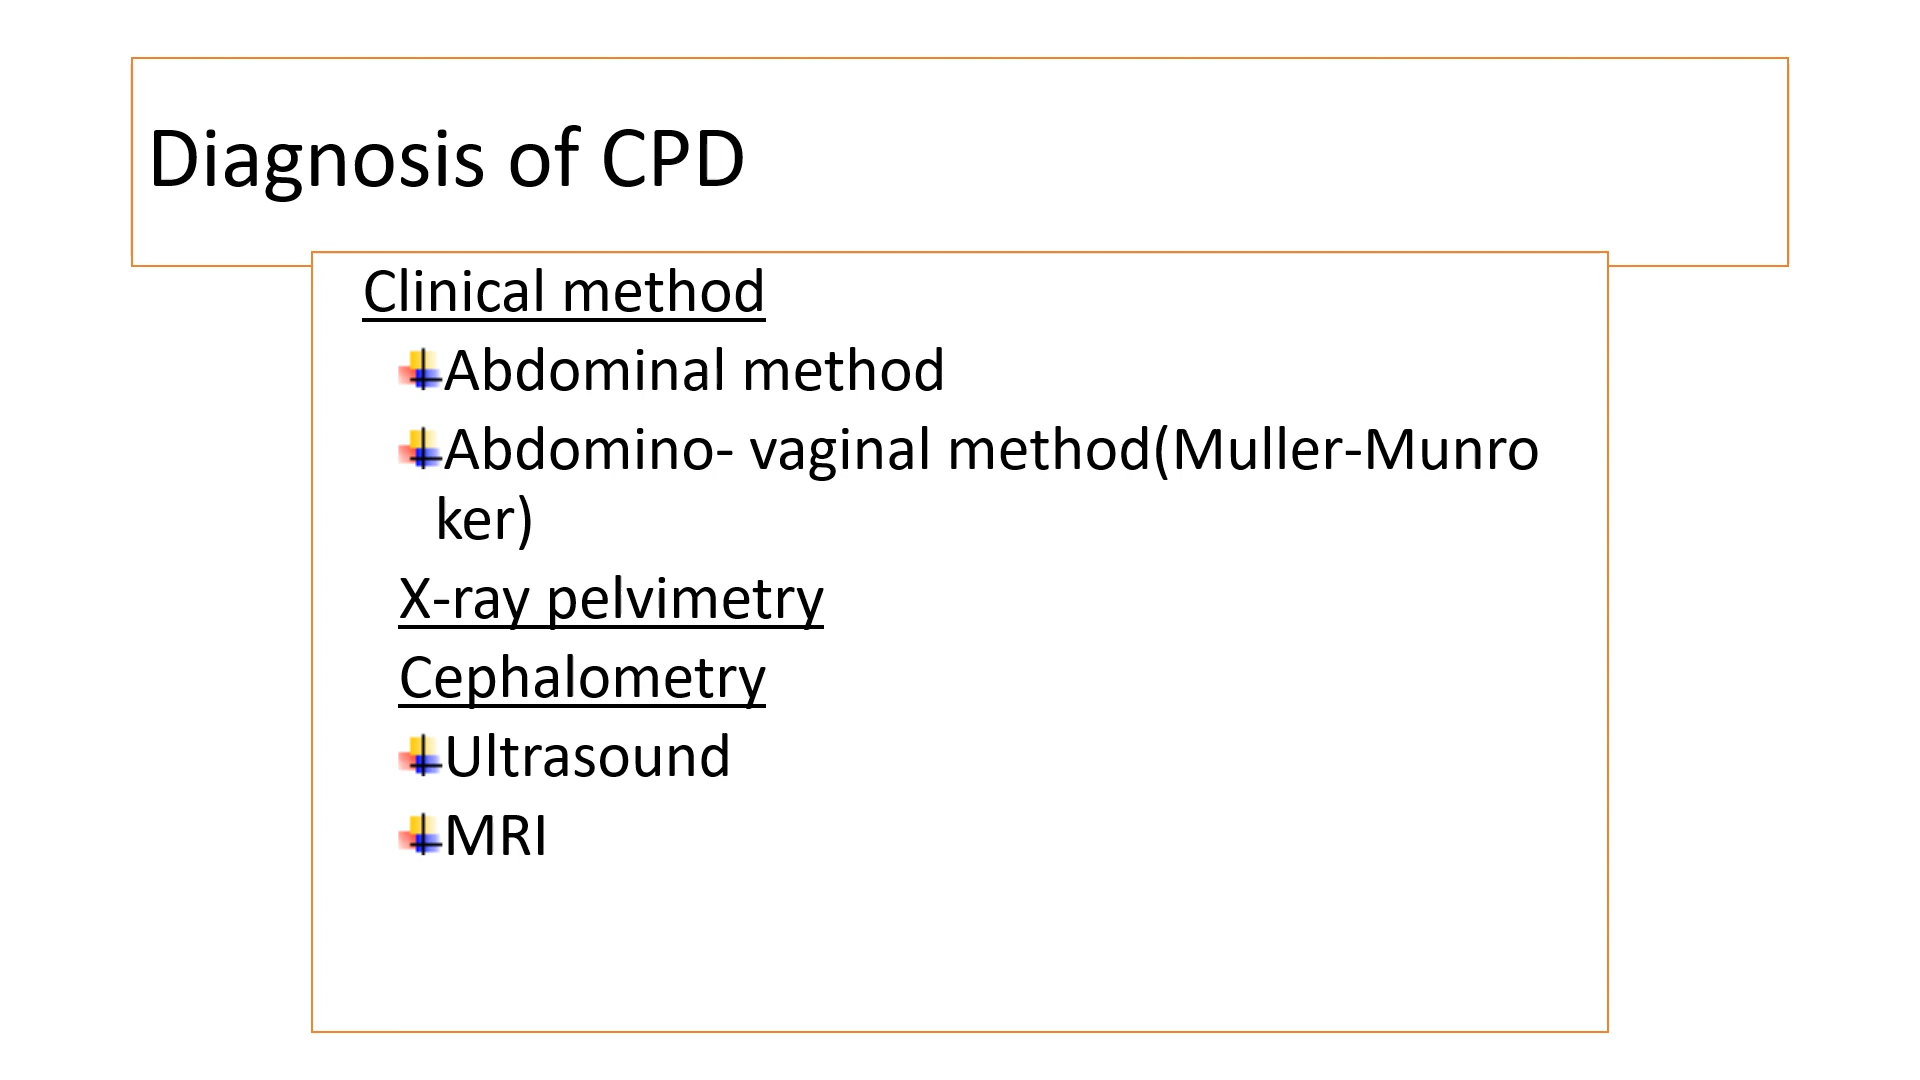 Diagnosis of CPD
Clinical method
Abdominal method
Abdomino- vaginal method(Muller-Munro
ker)
X-ray pelvimetry
Cephalometry
Ultrasound
MRI